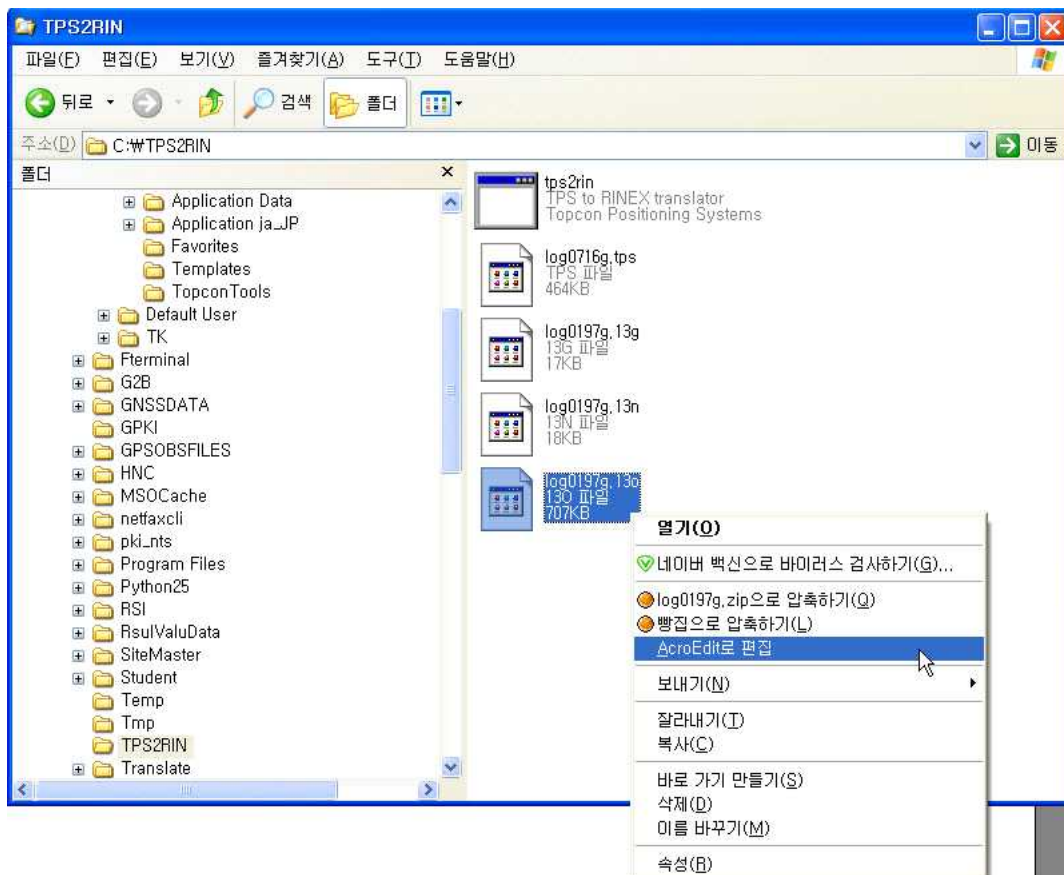 TPS2RIN
파일(F) 편집(E) 보기(V) 즐겨찾기(A) 도구(T) 도움말(H)
뒤로 검색 폴더
주소(D) C:₩TPS2RIN 이동
폴더
Application Data
Application ja_JP
Favorites
Templates
TopconTools
Default User
TK
Fterminal
G2B
GNSSDATA
GPKI
GPSOBSFILES
HNC
MSOCache
netfaxcli
pki_nts
Program Files
Python25
RSI
RsulValuData
SiteMaster
Student
Temp
Tmp
TPS2RIN
Translate
tps2rin
TPS to RINEX translator
Topcon Positioning Systems
log0716g.tps
TPS 파일
464KB
log0197g.13g
13G 파일
17KB
log0197g.13n
13N 파일
18KB
log0197g.13o
13O 파일
707KB
열기(O)
네이버 백신으로 바이러스 검사하기(G)...
log0197g.zip으로 압축하기(Q)
빵집으로 압축하기(L)
AcroEdit로 편집
보내기(N)
잘라내기(T)
복사(C)
바로 가기 만들기(S)
삭제(D)
이름 바꾸기(M)
속성(R)